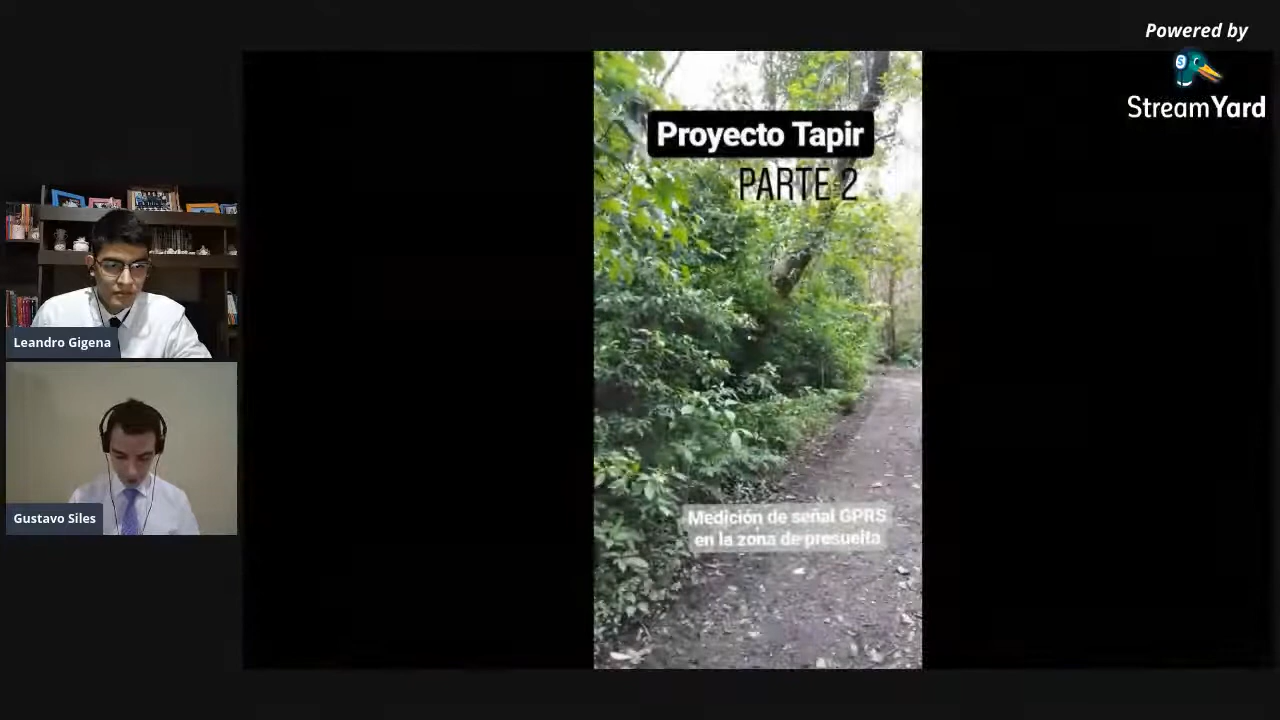 Powered by
StreamYard
Proyecto Tapir
PARTE 2
Leandro Gigena
Gustavo Siles
Medición de señal GPRS
en la zona de presuelta